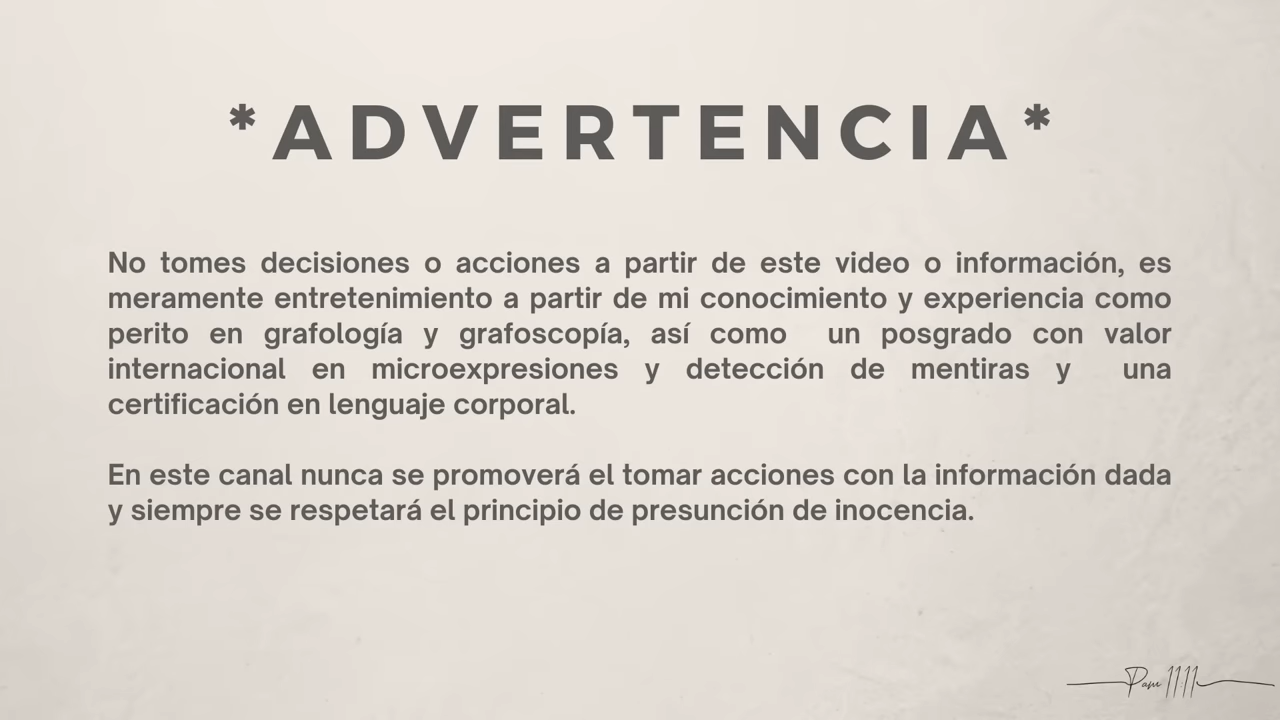 *ADVERTENCIA*
No tomes decisiones o acciones a partir de este video o información, es
meramente entretenimiento a partir de mi conocimiento y experiencia como
perito en grafología y grafoscopía, así como un posgrado con valor
internacional en microexpresiones y detección de mentiras y una
certificación en lenguaje corporal.
En este canal nunca se promoverá el tomar acciones con la información dada
y siempre se respetará el principio de presunción de inocencia.
Pam 11:11